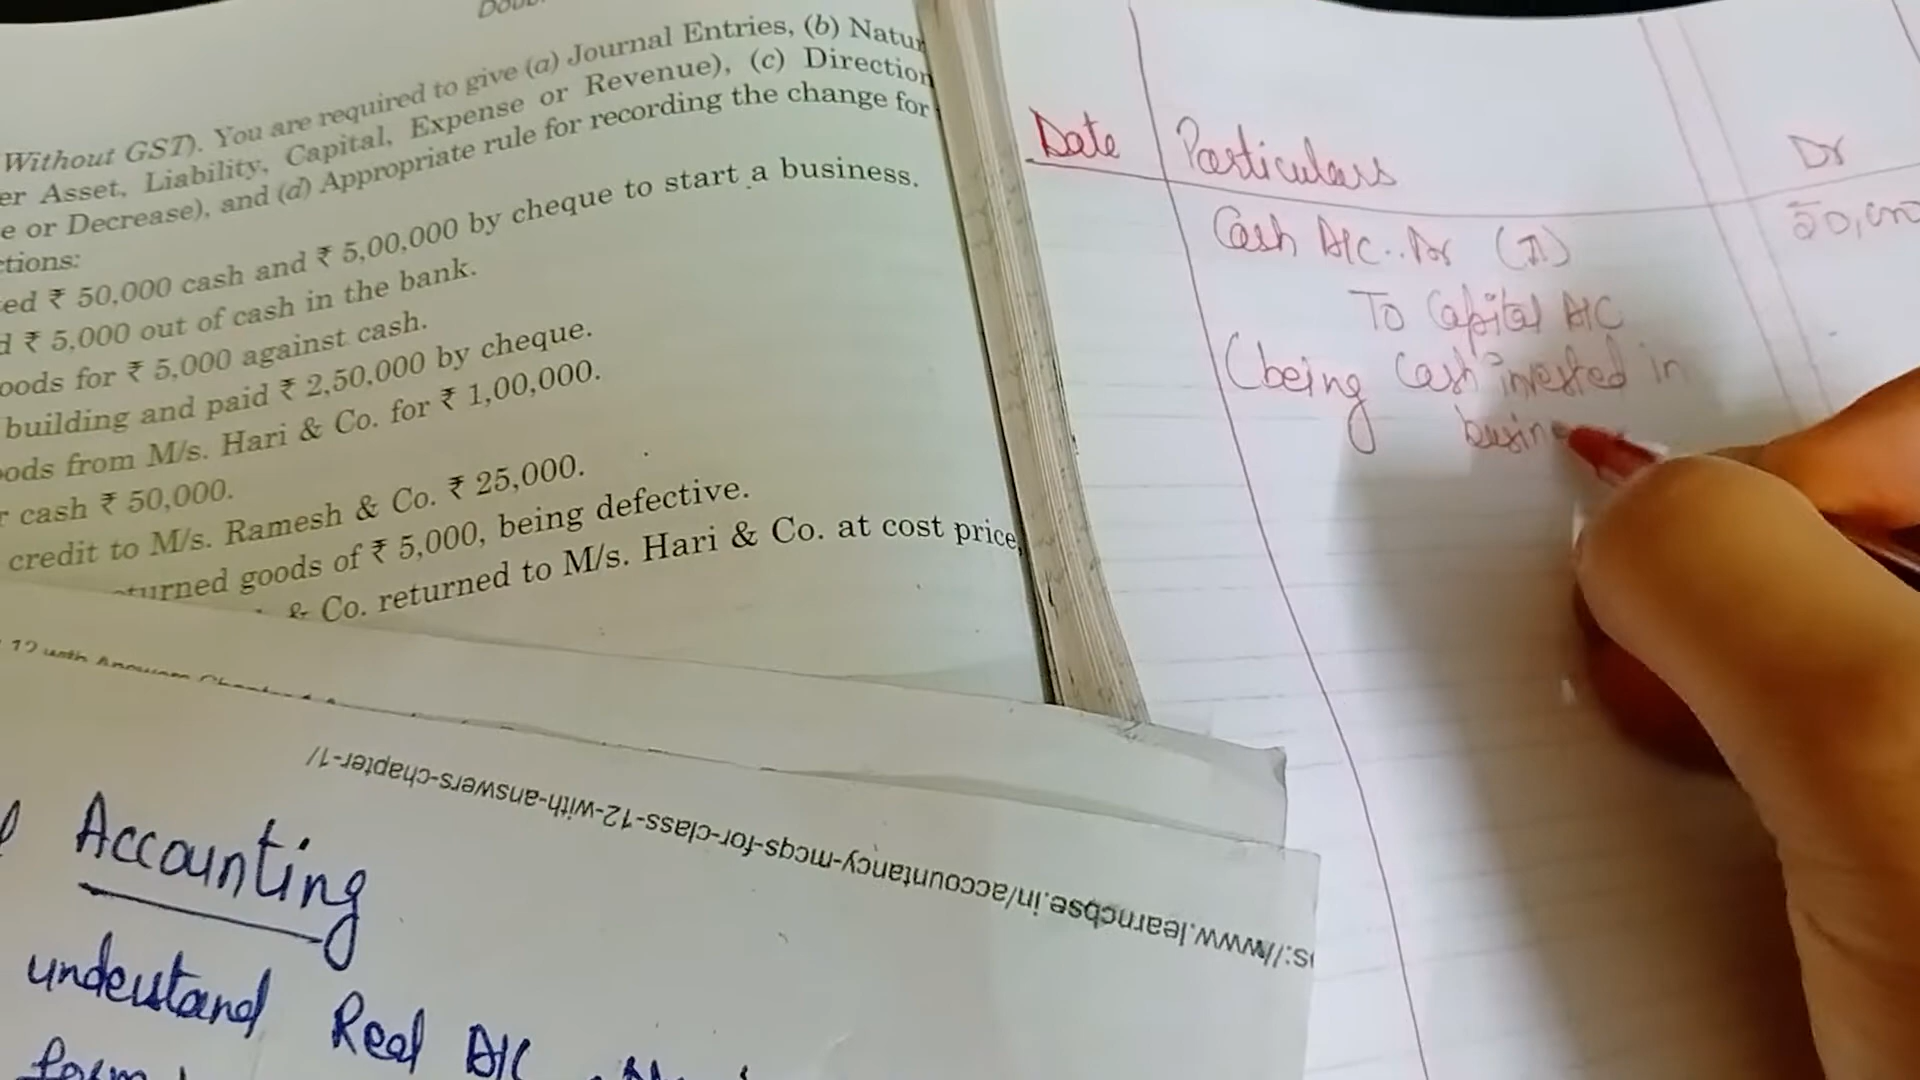 Without GST). You are required to give (a) Journal Entries, (b) Natur
er Asset, Liability, Capital, Expense or Revenue), (c) Direction
e or Decrease), and (d) Appropriate rule for recording the change for
ctions:
ed ₹ 50,000 cash and ₹ 5,00,000 by cheque to start a business.
d ₹ 5,000 out of cash in the bank.
oods for ₹ 5,000 against cash.
building and paid ₹ 2,50,000 by cheque.
ods from M/s. Hari & Co. for ₹ 1,00,000.
r cash ₹ 50,000.
credit to M/s. Ramesh & Co. ₹ 25,000.
turned goods of ₹ 5,000, being defective.
& Co. returned to M/s. Hari & Co. at cost price,
s://www.learncbse.in/accountancy-mcqs-for-class-12-with-answers-chapter-1/
Accounting
understand Real A/C
Date Particulars Dr
Cash A/C..Dr (I) 50,000
To Capital A/C
(being Cash invested in
busine